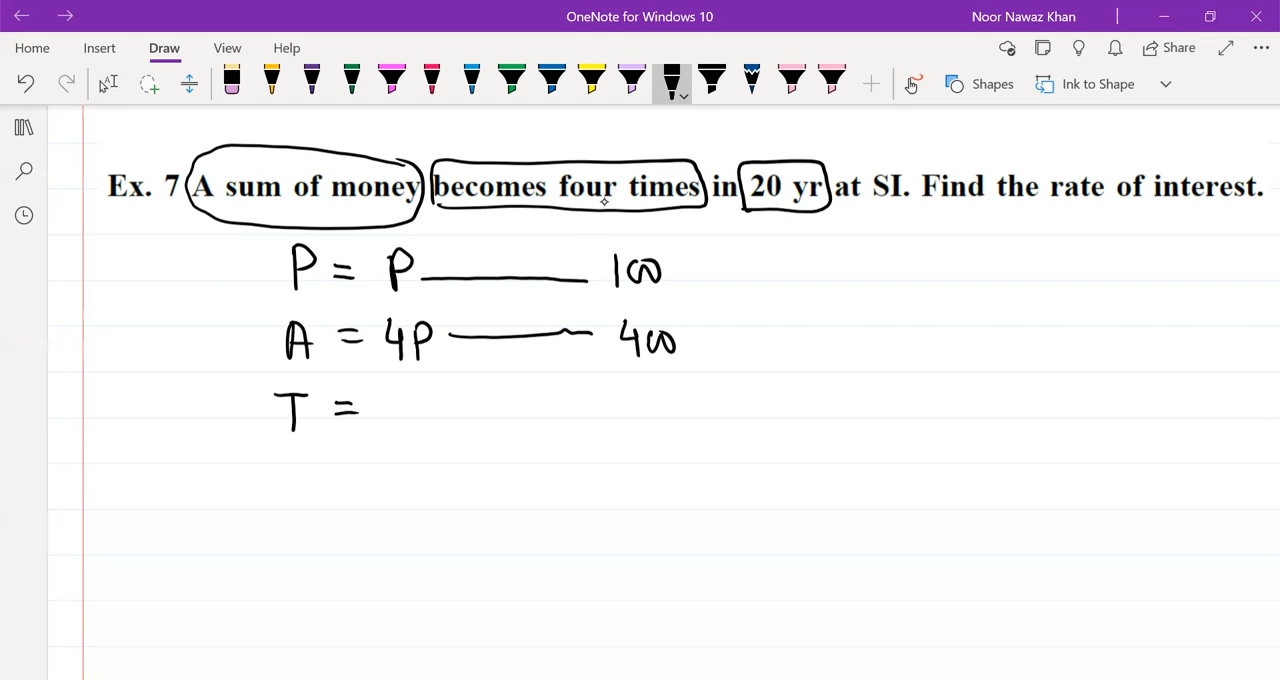 OneNote for Windows 10
Noor Nawaz Khan
Home Insert Draw View Help
Share
Shapes
Ink to Shape
Ex. 7 A sum of money becomes four times in 20 yr at SI. Find the rate of interest.
P = P 100
A = 4P 400
T =